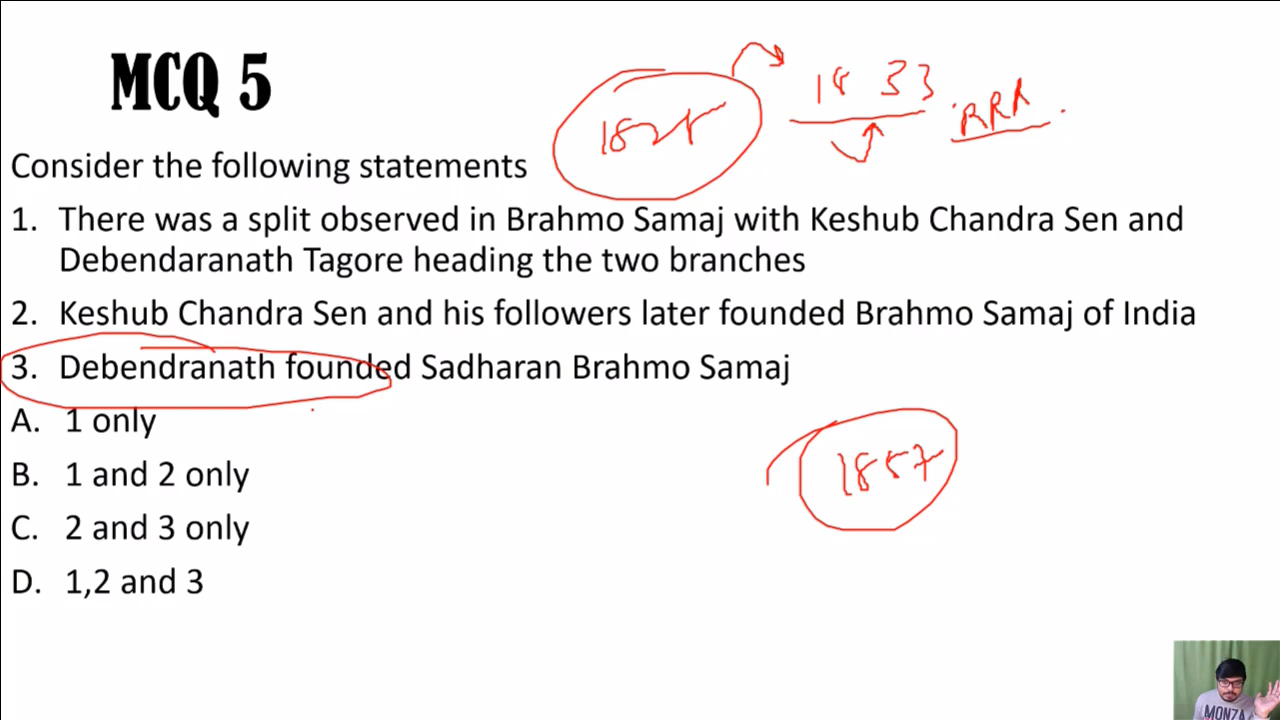 MCQ 5
1828
1833
RRR
Consider the following statements
1. There was a split observed in Brahmo Samaj with Keshub Chandra Sen and
Debendaranath Tagore heading the two branches
2. Keshub Chandra Sen and his followers later founded Brahmo Samaj of India
3. Debendranath founded Sadharan Brahmo Samaj
A. 1 only
B. 1 and 2 only
1857
C. 2 and 3 only
D. 1,2 and 3
MONZA